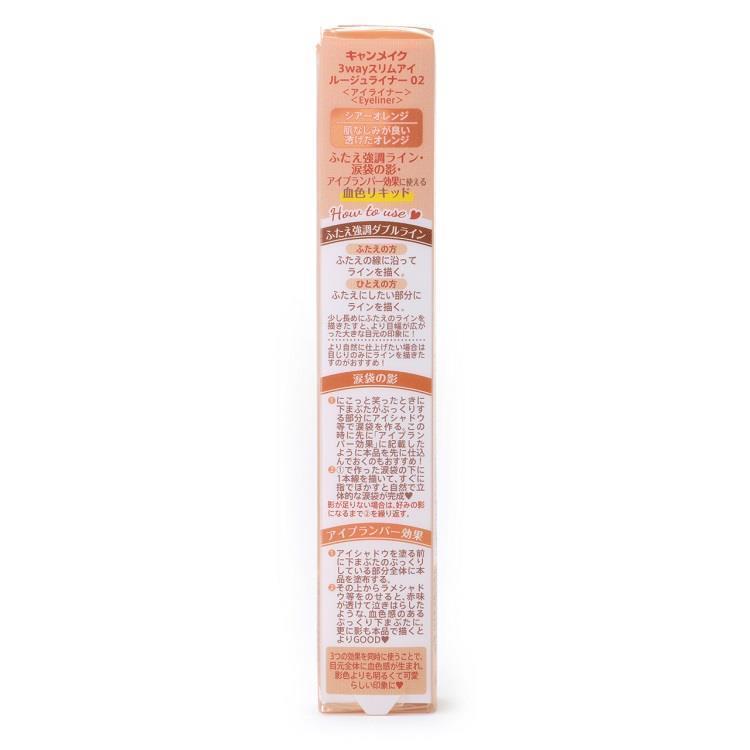 キャンメイク
3wayスリムアイ
ルージュライナー 02
＜アイライナー＞
＜Eyeliner＞
シアーオレンジ
肌なじみが良い
透けたオレンジ
ふたえ強調ライン・
涙袋の影・
アイプランパー効果に使える
血色リキッド
How to use
ふたえ強調ダブルライン
ふたえの方
ふたえの線に沿って
ラインを描く。
ひとえの方
ふたえにしたい部分に
ラインを描く。
少し長めにふたえのラインを
描きたすと、より目幅が広が
った大きな目元の印象に！
より自然に仕上げたい場合は
目じりのみにラインを描きた
すのがおすすめ！
涙袋の影
①にこっと笑ったときに
下まぶたがぷっくりす
る部分にアイシャドウ
等で涙袋を作る。この
時に先に「アイプラン
パー効果」に記載した
ように本品を先に仕込
んでおくのもおすすめ！
②①で作った涙袋の下に
1本線を描いて、すぐに
指でぼかすと自然で立
体的な涙袋が完成♥
影が足りない場合は、好みの影
になるまで②を繰り返す。
アイプランパー効果
①アイシャドウを塗る前
に下まぶたのぷっくり
している部分全体に本
品を塗布する。
②その上からラメシャド
ウ等をのせると、赤味
が透けて泣きはらした
ような、血色感のある
ぷっくり下まぶたに。
更に影も本品で描くと
よりGOOD♥
3つの効果を同時に使うことで、
目元全体に血色感が生まれ、
影色よりも明るくて可愛
らしい印象に♥